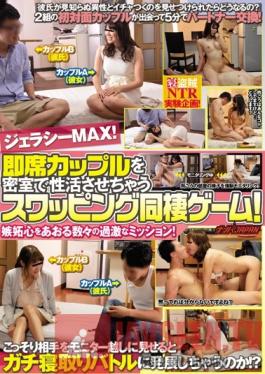 彼氏が見知らぬ異性とイチャつくのを見せつけられたらどうなるの?
2組の初対面カップルが出会って5分でパートナー交換!
カップルB
(彼氏)
カップルA
(彼女)
NTR
実験企画!
ジェラシーMAX!
即席カップルを
密室で性活させちゃう
スワッピング同棲ゲーム!
嫉妬心をあおる数々の過激なミッション!
モニタリング
JAPAN
カップルB
(彼女)
カップルA
(彼氏)
こっそり相手をモニター越しに見せると
ガチ寝取りバトルに発展しちゃうのか!?